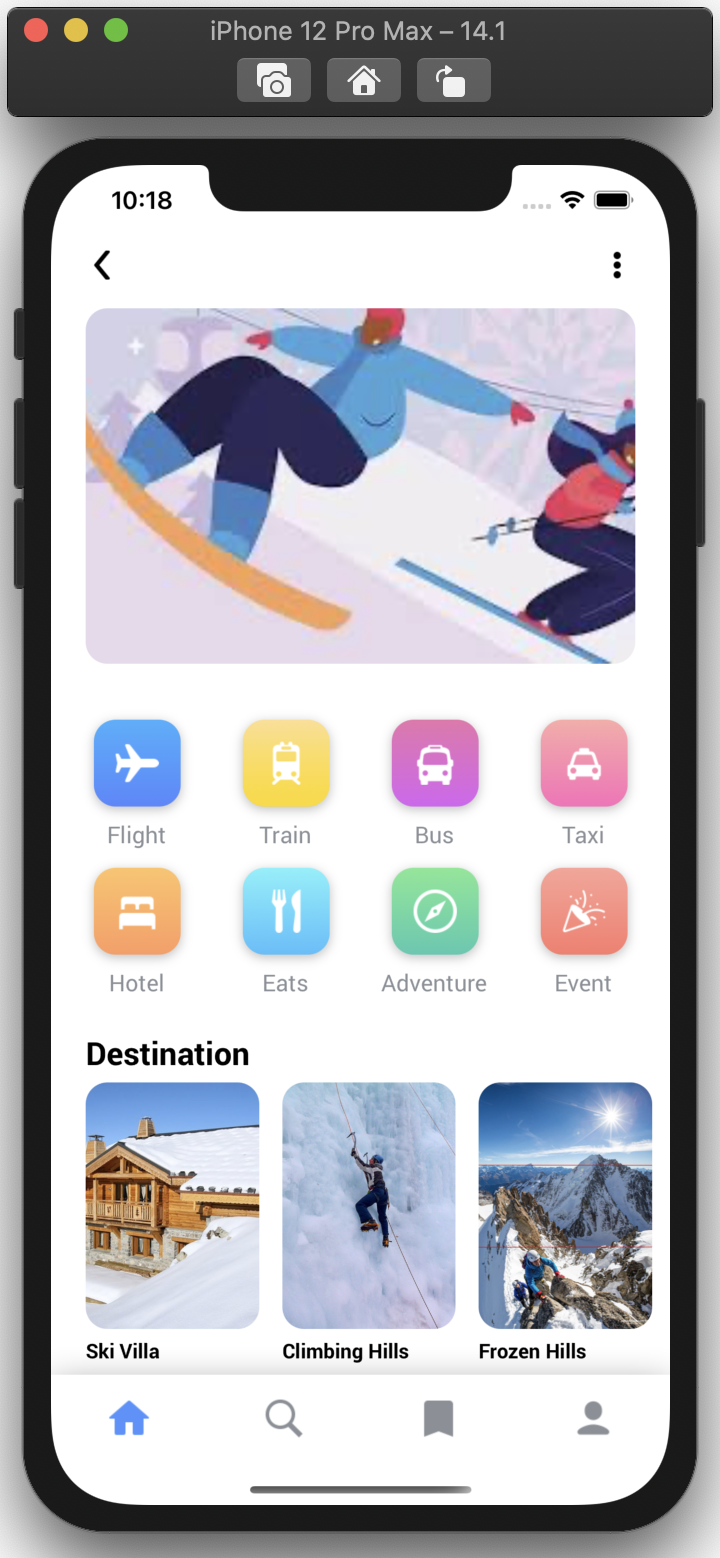 iPhone 12 Pro Max – 14.1
10:18
Flight Train Bus Taxi
Hotel Eats Adventure Event
Destination
Ski Villa Climbing Hills Frozen Hills